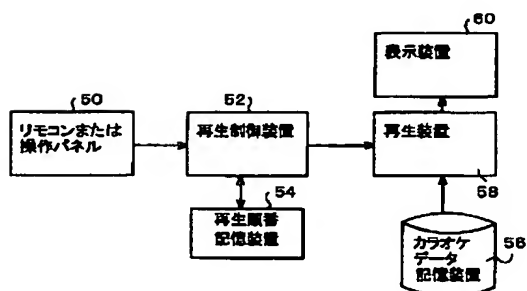 60
表示装置
50
リモコンまたは
操作パネル
52
再生制御装置
再生装置
58
54
再生順番
記憶装置
カラオケ
データ
記憶装置
56